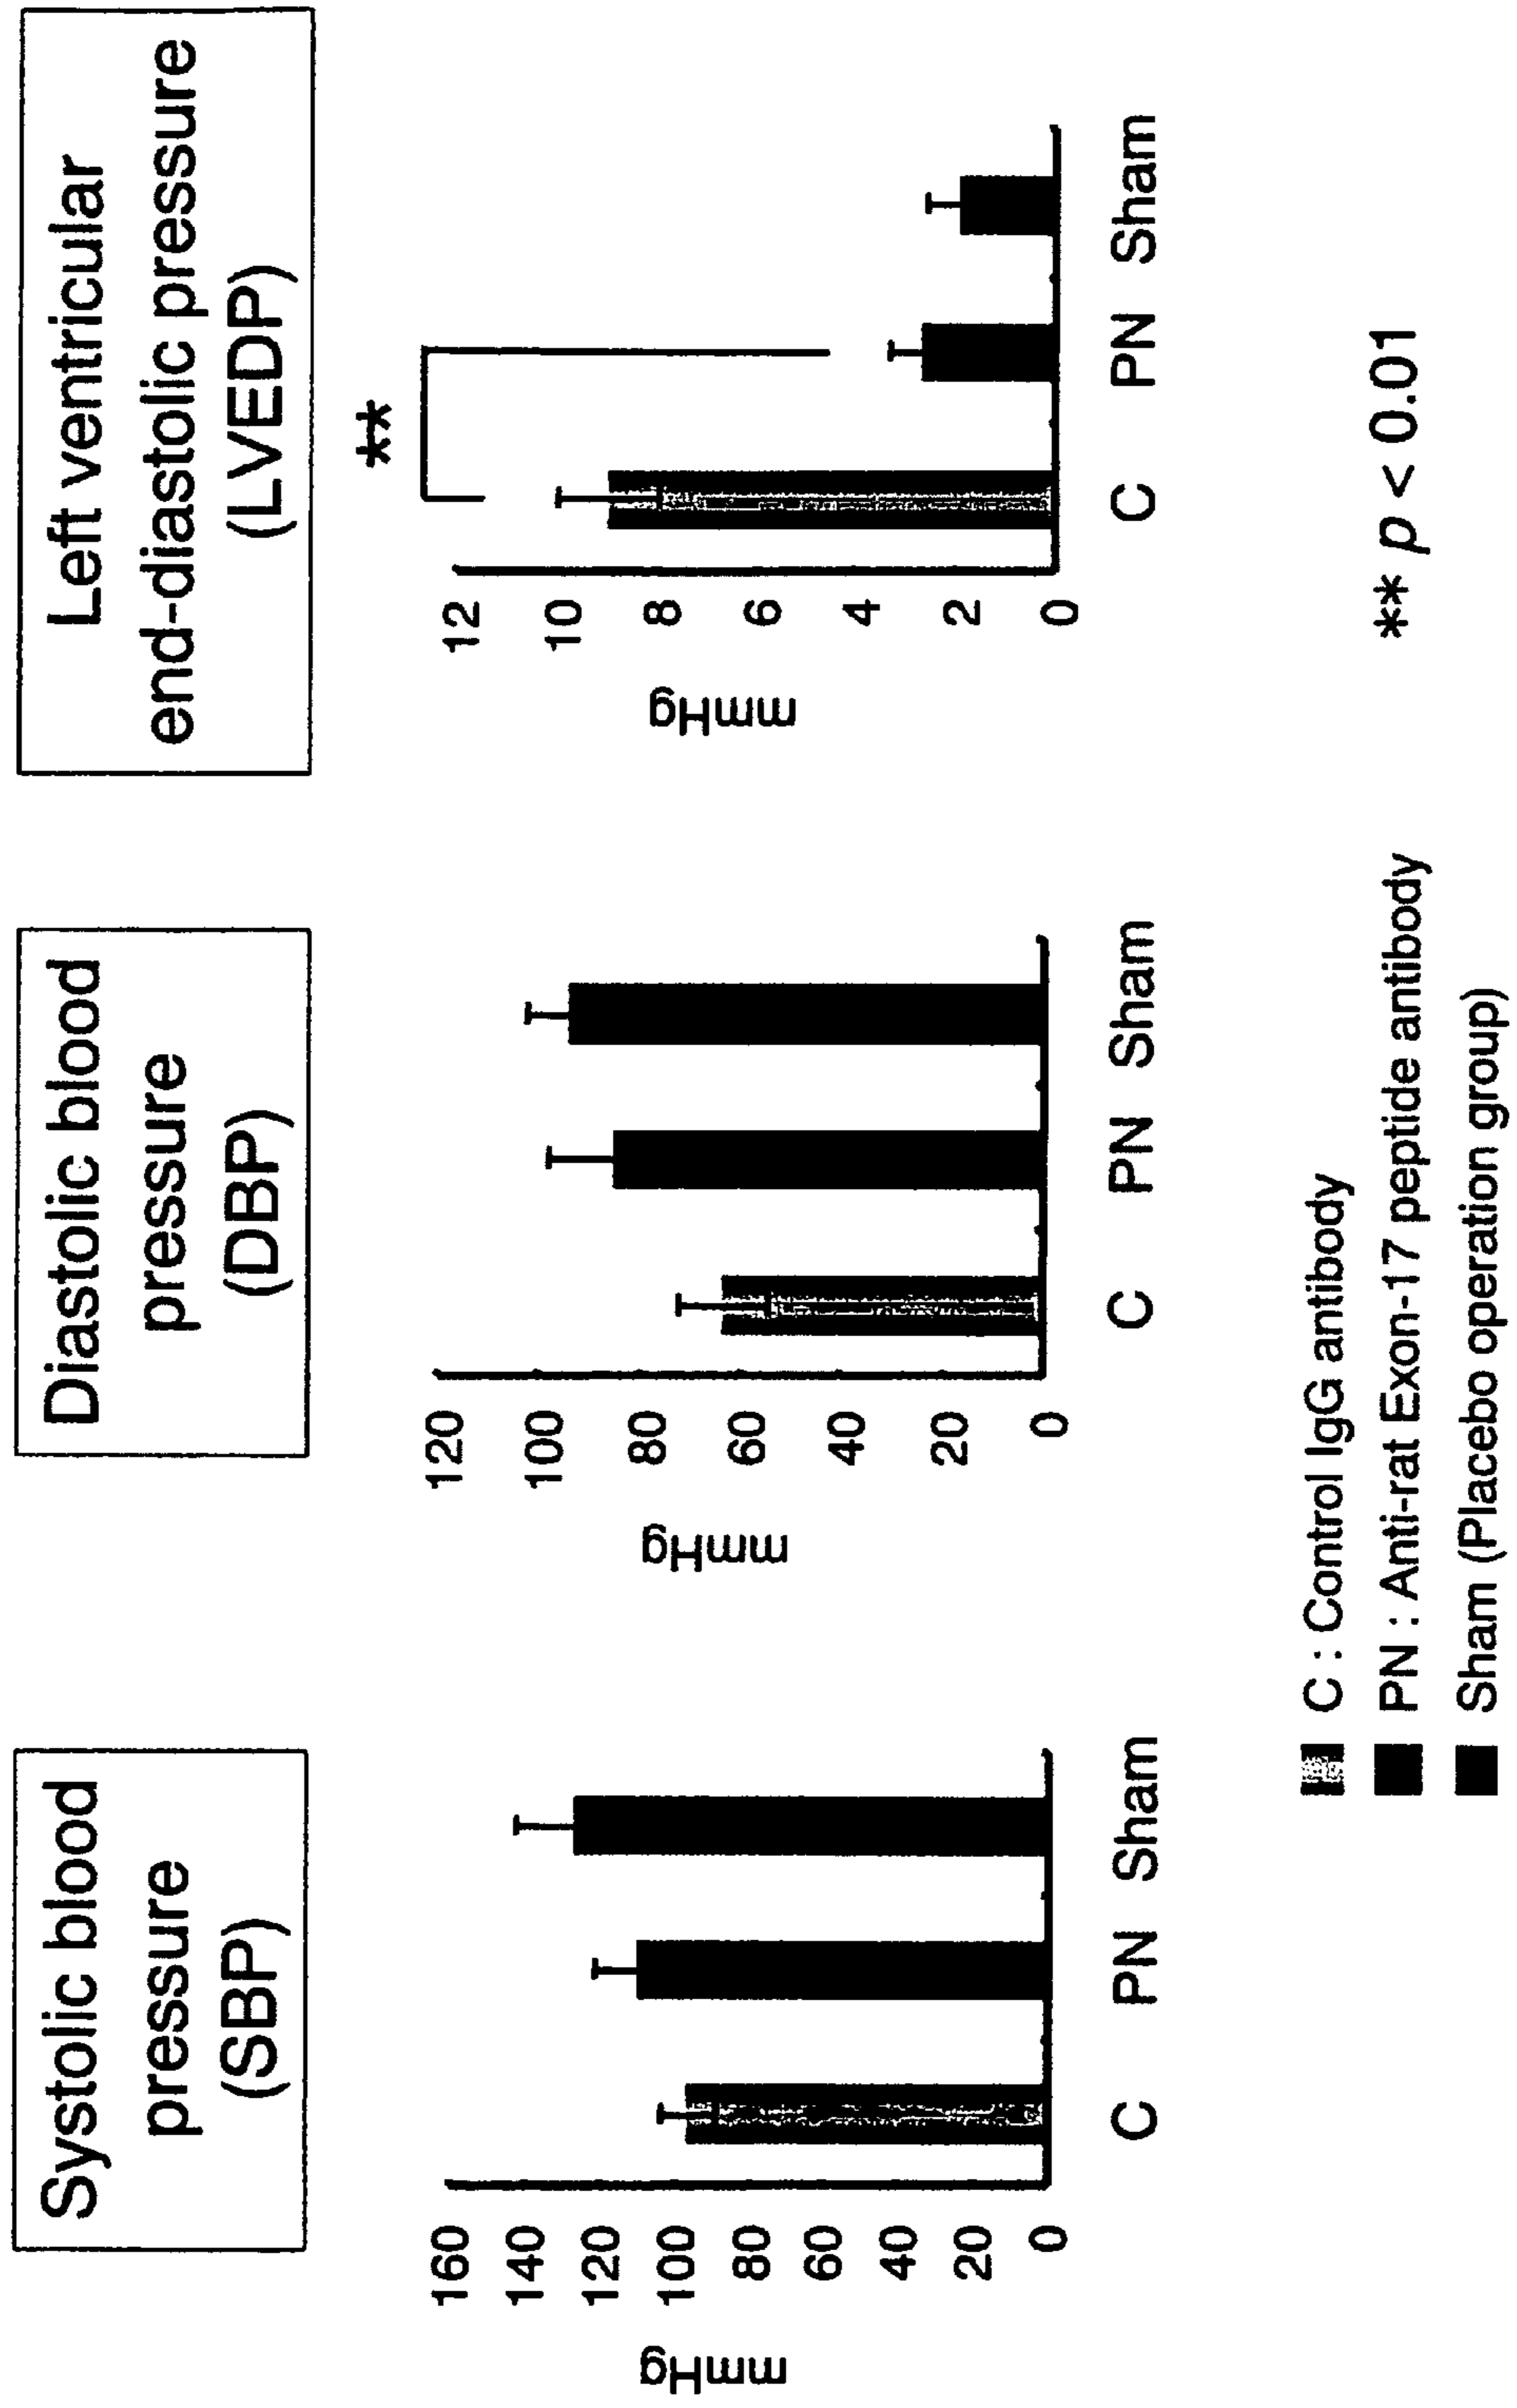 Systolic blood
pressure
(SBP)
mmHg
160
140
120
100
80
60
40
20
0
C PN Sham
Diastolic blood
pressure
(DBP)
mmHg
120
100
80
60
40
20
0
C PN Sham
Left ventricular
end-diastolic pressure
(LVEDP)
**
mmHg
12
10
8
6
4
2
0
C PN Sham
C : Control IgG antibody
PN : Anti-rat Exon-17 peptide antibody
Sham (Placebo operation group)
** p < 0.01